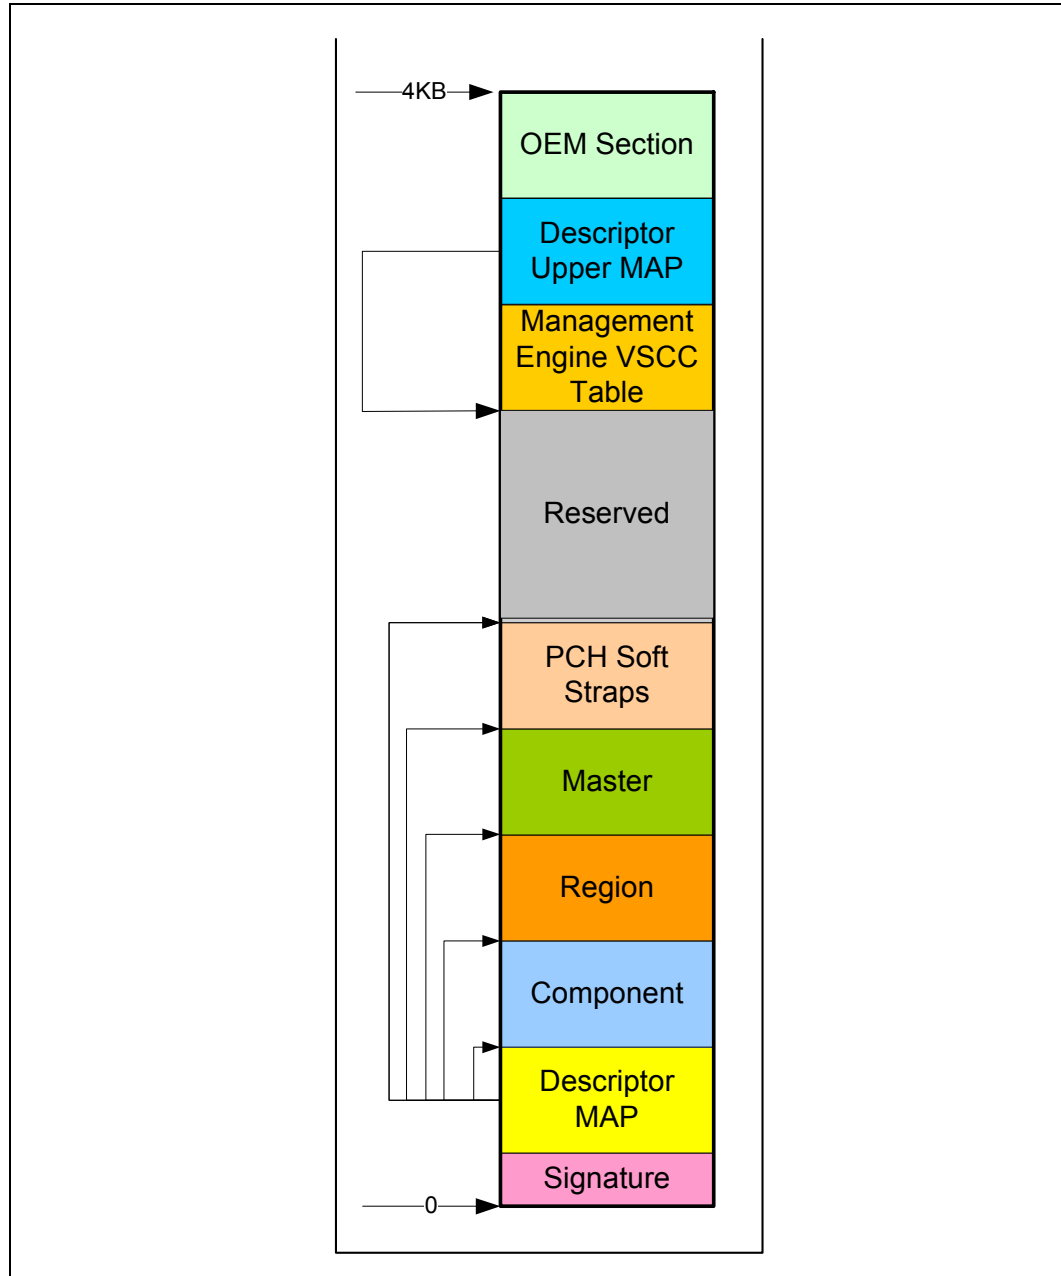 4KB
OEM Section
Descriptor
Upper MAP
Management
Engine VSCC
Table
Reserved
PCH Soft
Straps
Master
Region
Component
Descriptor
MAP
Signature
0